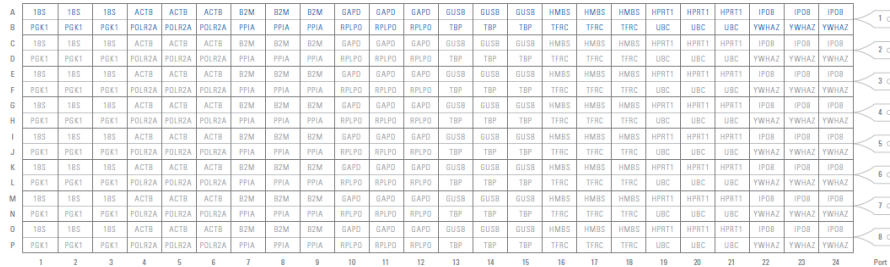 A 18S 18S 18S ACTB ACTB ACTB B2M B2M B2M GAPD GAPD GAPD GUSB GUSB GUSB HMBS HMBS HMBS HPRT1 HPRT1 HPRT1 IPO8 IPO8 IPO8
B PGK1 PGK1 PGK1 POLR2A POLR2A POLR2A PPIA PPIA PPIA RPLPO RPLPO RPLPO TBP TBP TBP TFRC TFRC TFRC UBC UBC UBC YWHAZ YWHAZ YWHAZ
1
C 18S 18S 18S ACTB ACTB ACTB B2M B2M B2M GAPD GAPD GAPD GUSB GUSB GUSB HMBS HMBS HMBS HPRT1 HPRT1 HPRT1 IPO8 IPO8 IPO8
D PGK1 PGK1 PGK1 POLR2A POLR2A POLR2A PPIA PPIA PPIA RPLPO RPLPO RPLPO TBP TBP TBP TFRC TFRC TFRC UBC UBC UBC YWHAZ YWHAZ YWHAZ
2
E 18S 18S 18S ACTB ACTB ACTB B2M B2M B2M GAPD GAPD GAPD GUSB GUSB GUSB HMBS HMBS HMBS HPRT1 HPRT1 HPRT1 IPO8 IPO8 IPO8
F PGK1 PGK1 PGK1 POLR2A POLR2A POLR2A PPIA PPIA PPIA RPLPO RPLPO RPLPO TBP TBP TBP TFRC TFRC TFRC UBC UBC UBC YWHAZ YWHAZ YWHAZ
3
G 18S 18S 18S ACTB ACTB ACTB B2M B2M B2M GAPD GAPD GAPD GUSB GUSB GUSB HMBS HMBS HMBS HPRT1 HPRT1 HPRT1 IPO8 IPO8 IPO8
H PGK1 PGK1 PGK1 POLR2A POLR2A POLR2A PPIA PPIA PPIA RPLPO RPLPO RPLPO TBP TBP TBP TFRC TFRC TFRC UBC UBC UBC YWHAZ YWHAZ YWHAZ
4
I 18S 18S 18S ACTB ACTB ACTB B2M B2M B2M GAPD GAPD GAPD GUSB GUSB GUSB HMBS HMBS HMBS HPRT1 HPRT1 HPRT1 IPO8 IPO8 IPO8
J PGK1 PGK1 PGK1 POLR2A POLR2A POLR2A PPIA PPIA PPIA RPLPO RPLPO RPLPO TBP TBP TBP TFRC TFRC TFRC UBC UBC UBC YWHAZ YWHAZ YWHAZ
5
K 18S 18S 18S ACTB ACTB ACTB B2M B2M B2M GAPD GAPD GAPD GUSB GUSB GUSB HMBS HMBS HMBS HPRT1 HPRT1 HPRT1 IPO8 IPO8 IPO8
L PGK1 PGK1 PGK1 POLR2A POLR2A POLR2A PPIA PPIA PPIA RPLPO RPLPO RPLPO TBP TBP TBP TFRC TFRC TFRC UBC UBC UBC YWHAZ YWHAZ YWHAZ
6
M 18S 18S 18S ACTB ACTB ACTB B2M B2M B2M GAPD GAPD GAPD GUSB GUSB GUSB HMBS HMBS HMBS HPRT1 HPRT1 HPRT1 IPO8 IPO8 IPO8
N PGK1 PGK1 PGK1 POLR2A POLR2A POLR2A PPIA PPIA PPIA RPLPO RPLPO RPLPO TBP TBP TBP TFRC TFRC TFRC UBC UBC UBC YWHAZ YWHAZ YWHAZ
7
O 18S 18S 18S ACTB ACTB ACTB B2M B2M B2M GAPD GAPD GAPD GUSB GUSB GUSB HMBS HMBS HMBS HPRT1 HPRT1 HPRT1 IPO8 IPO8 IPO8
P PGK1 PGK1 PGK1 POLR2A POLR2A POLR2A PPIA PPIA PPIA RPLPO RPLPO RPLPO TBP TBP TBP TFRC TFRC TFRC UBC UBC UBC YWHAZ YWHAZ YWHAZ
8
1 2 3 4 5 6 7 8 9 10 11 12 13 14 15 16 17 18 19 20 21 22 23 24 Port